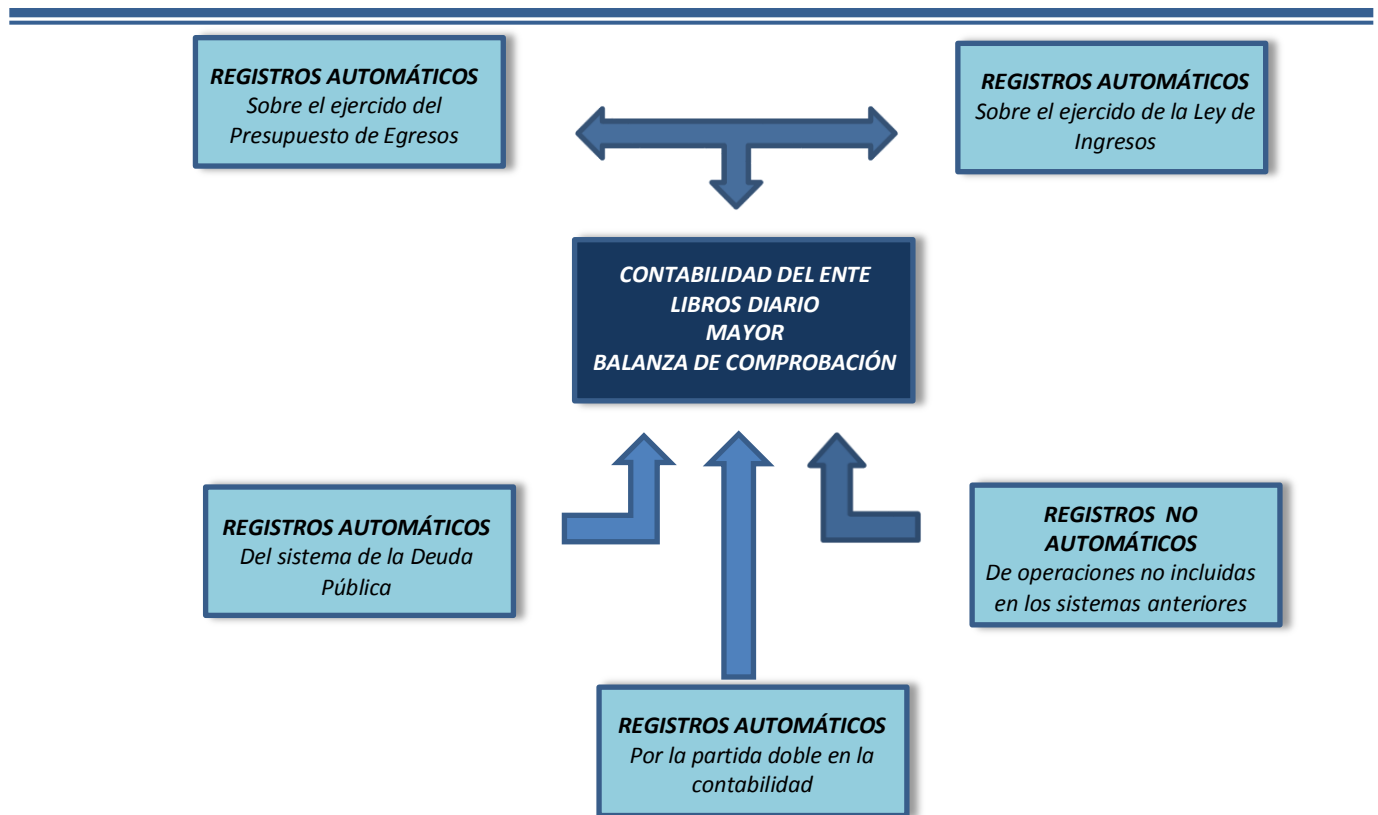 REGISTROS AUTOMÁTICOS
Sobre el ejercido del
Presupuesto de Egresos
REGISTROS AUTOMÁTICOS
Sobre el ejercido de la Ley de
Ingresos
CONTABILIDAD DEL ENTE
LIBROS DIARIO
MAYOR
BALANZA DE COMPROBACIÓN
REGISTROS AUTOMÁTICOS
Del sistema de la Deuda
Pública
REGISTROS NO
AUTOMÁTICOS
De operaciones no incluidas
en los sistemas anteriores
REGISTROS AUTOMÁTICOS
Por la partida doble en la
contabilidad